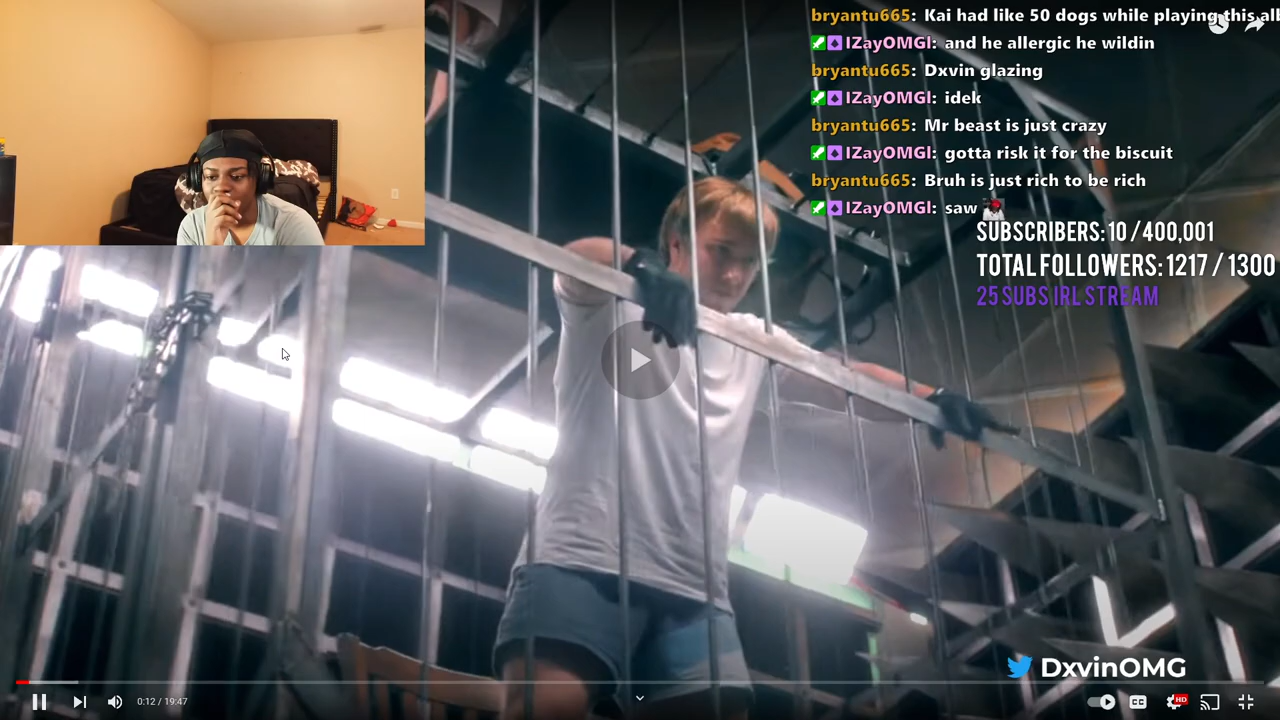 bryantu665: Kai had like 50 dogs while playing this all
IZayOMGl: and he allergic he wildin
bryantu665: Dxvin glazing
IZayOMGl: idek
bryantu665: Mr beast is just crazy
IZayOMGl: gotta risk it for the biscuit
bryantu665: Bruh is just rich to be rich
IZayOMGl: saw
SUBSCRIBERS: 10 / 400,001
TOTAL FOLLOWERS: 1217 / 1300
25 SUBS IRL STREAM
DxvinOMG
0:12 / 19:47
CC
HD